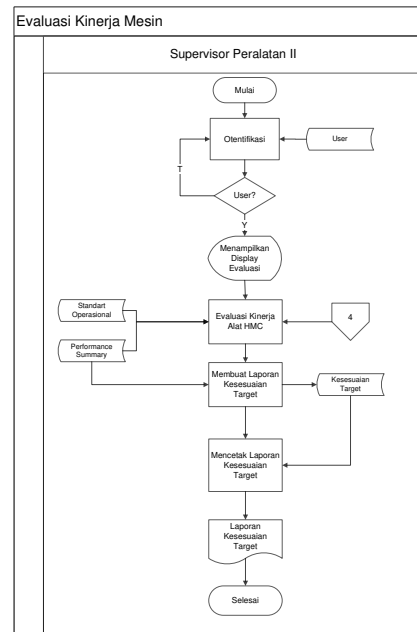 Evaluasi Kinerja Mesin
Supervisor Peralatan II
Mulai
Otentifikasi
User
T
User?
Y
Menampilkan
Display
Evaluasi
Standart
Operasional
Evaluasi Kinerja
Alat HMC
4
Performance
Summary
Membuat Laporan
Kesesuaian
Target
Kesesuaian
Target
Mencetak Laporan
Kesesuaian
Target
Laporan
Kesesuaian
Target
Selesai